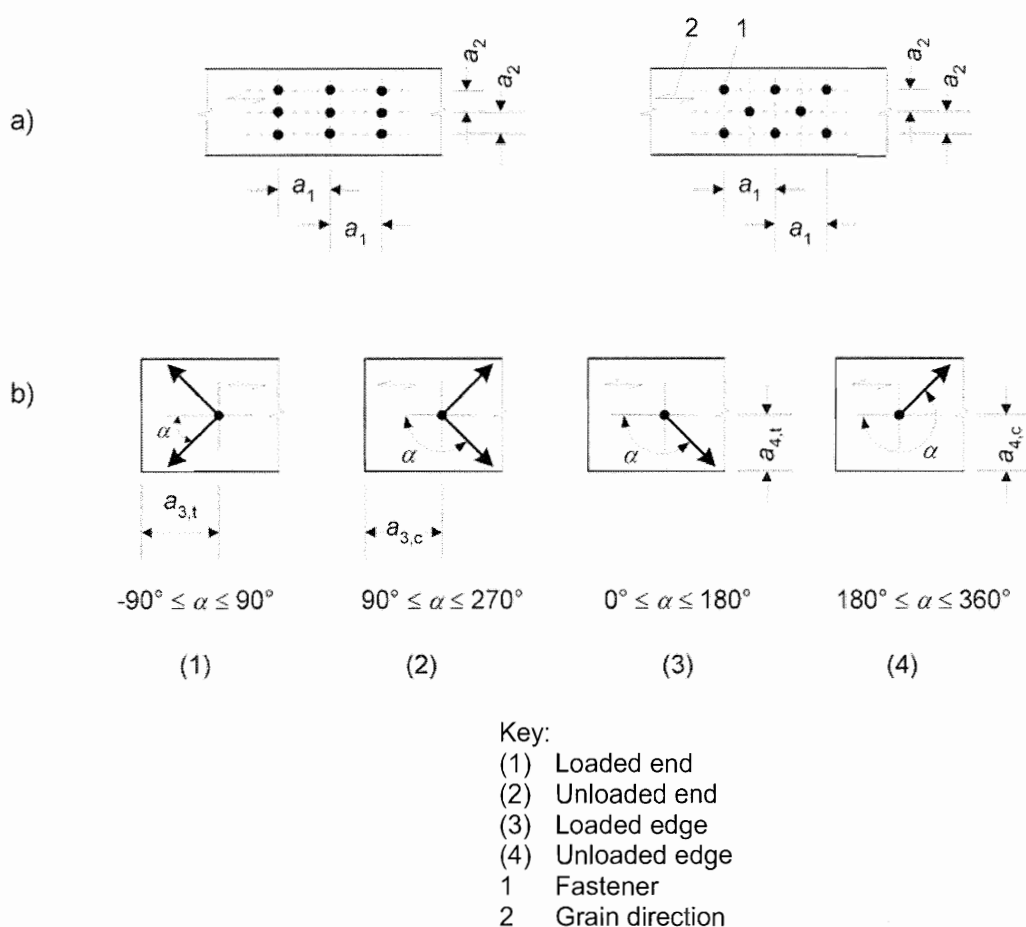 2 1
a2 a2 a2 a2
a)
a1 a1
a1 a1
b)
α α α α
a4,t a4,c
a3,t a3,c
-90° ≤ α ≤ 90° 90° ≤ α ≤ 270° 0° ≤ α ≤ 180° 180° ≤ α ≤ 360°
(1) (2) (3) (4)
Key:
(1) Loaded end
(2) Unloaded end
(3) Loaded edge
(4) Unloaded edge
1 Fastener
2 Grain direction